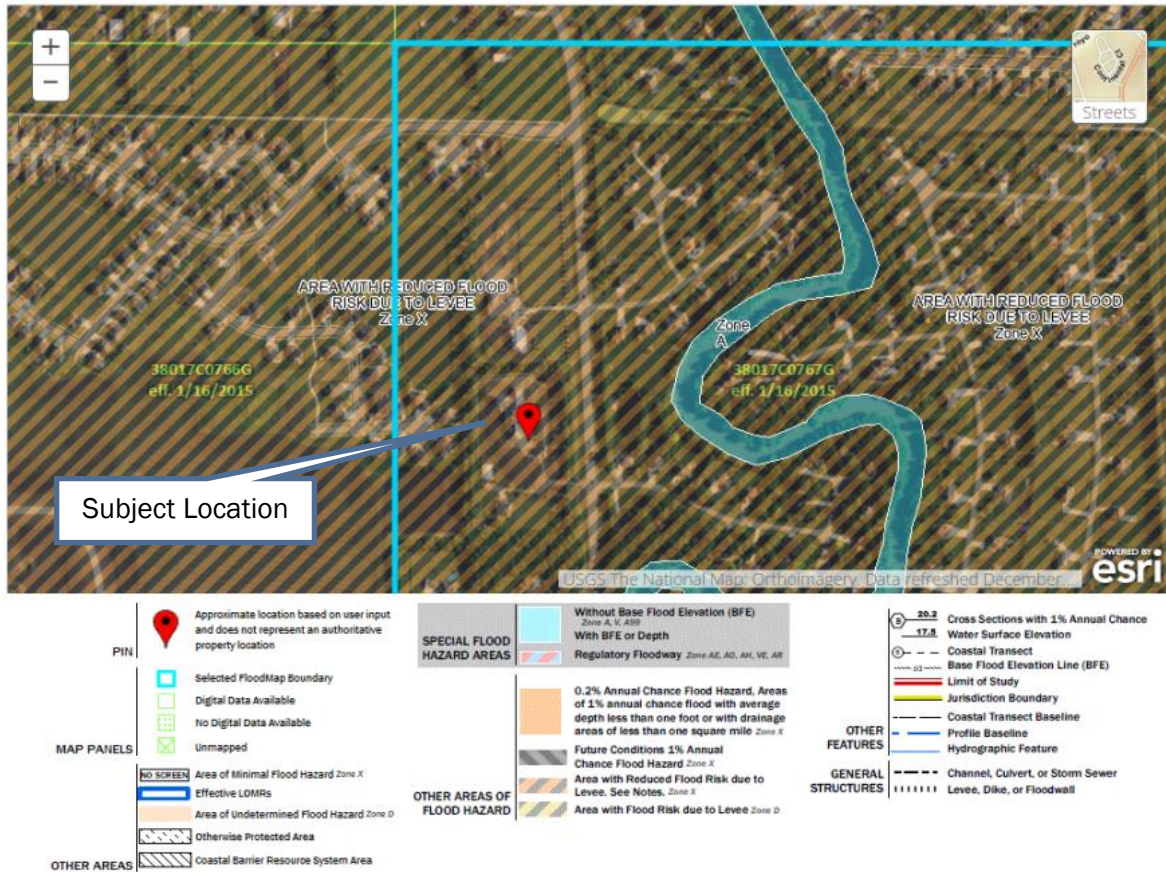 +
−
Streets
AREA WITH REDUCED FLOOD
RISK DUE TO LEVEE
Zone X
Zone
A
AREA WITH REDUCED FLOOD
RISK DUE TO LEVEE
Zone X
38017C0766G
eff. 1/16/2015
38017C0767G
eff. 1/16/2015
Subject Location
USGS The National Map: Orthoimagery. Data refreshed December...
POWERED BY
esri
PIN
Approximate location based on user input
and does not represent an authoritative
property location
MAP PANELS
Selected FloodMap Boundary
Digital Data Available
No Digital Data Available
Unmapped
OTHER AREAS
NO SCREEN Area of Minimal Flood Hazard Zone X
Effective LOMRs
Area of Undetermined Flood Hazard Zone D
Otherwise Protected Area
Coastal Barrier Resource System Area
SPECIAL FLOOD
HAZARD AREAS
Without Base Flood Elevation (BFE)
Zone A, V, A99
With BFE or Depth
Regulatory Floodway Zone AE, AO, AH, VE, AR
OTHER AREAS OF
FLOOD HAZARD
0.2% Annual Chance Flood Hazard, Areas
of 1% annual chance flood with average
depth less than one foot or with drainage
areas of less than one square mile Zone X
Future Conditions 1% Annual
Chance Flood Hazard Zone X
Area with Reduced Flood Risk due to
Levee. See Notes. Zone X
Area with Flood Risk due to Levee Zone D
OTHER
FEATURES
B 20.2 Cross Sections with 1% Annual Chance
17.5 Water Surface Elevation
Coastal Transect
Base Flood Elevation Line (BFE)
Limit of Study
Jurisdiction Boundary
Coastal Transect Baseline
Profile Baseline
Hydrographic Feature
GENERAL
STRUCTURES
Channel, Culvert, or Storm Sewer
Levee, Dike, or Floodwall